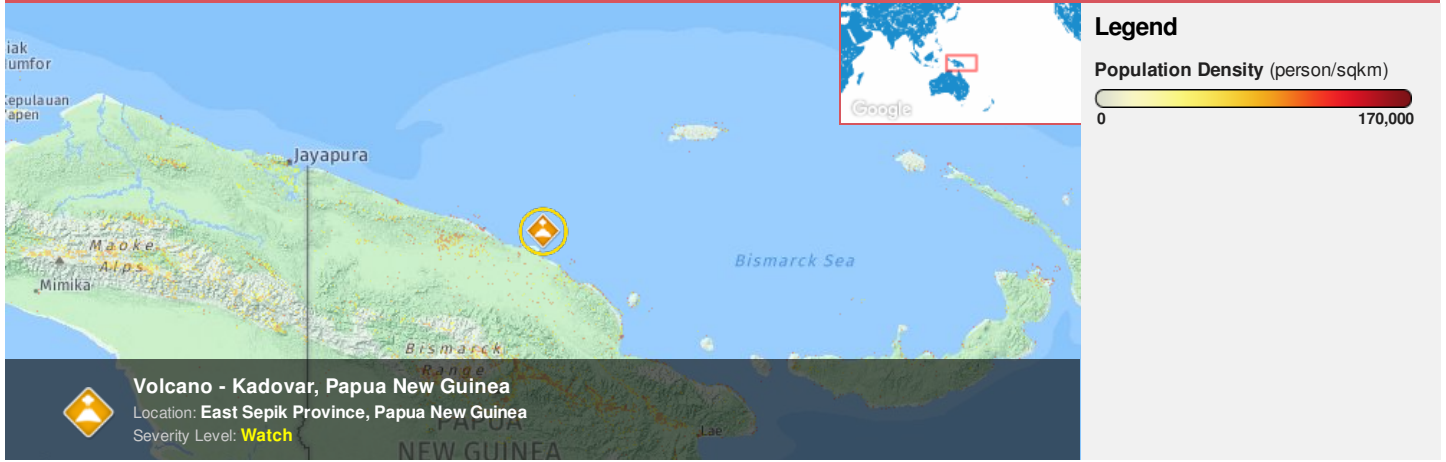 iak
umfor
Kepulauan
apen
Jayapura
Maoke
Alps
Mimika
Bismarck Sea
Bismarck
Range
PAPUA
NEW GUINEA
Lae
Google
Volcano - Kadovar, Papua New Guinea
Location: East Sepik Province, Papua New Guinea
Severity Level: Watch
Legend
Population Density (person/sqkm)
0 170,000